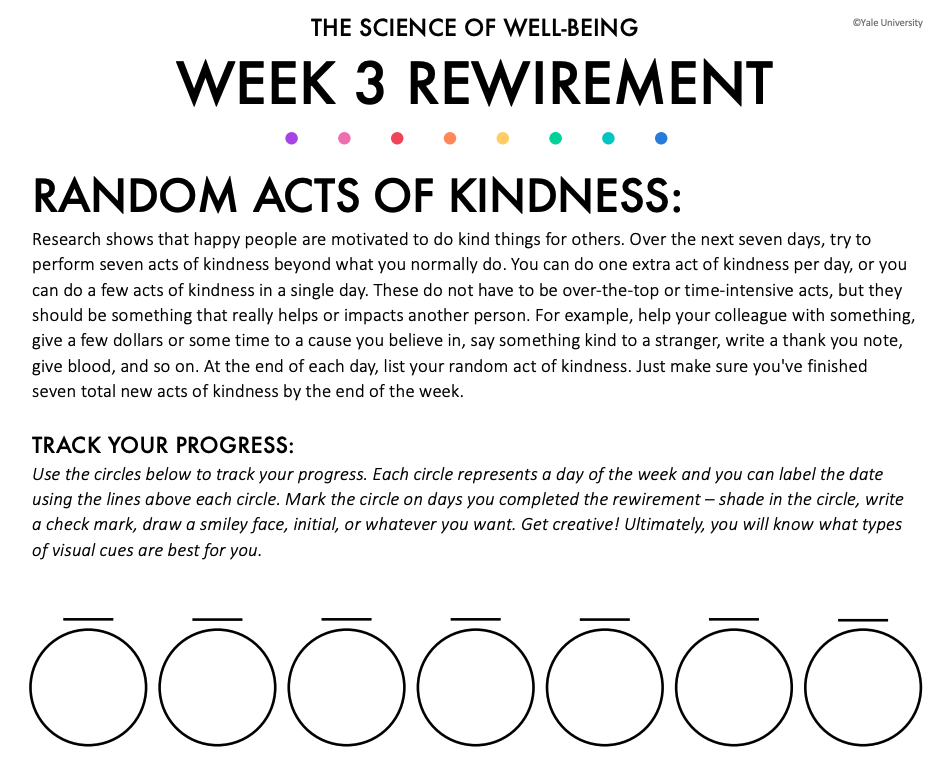 THE SCIENCE OF WELL-BEING
©Yale University
WEEK 3 REWIREMENT
RANDOM ACTS OF KINDNESS:
Research shows that happy people are motivated to do kind things for others. Over the next seven days, try to
perform seven acts of kindness beyond what you normally do. You can do one extra act of kindness per day, or you
can do a few acts of kindness in a single day. These do not have to be over-the-top or time-intensive acts, but they
should be something that really helps or impacts another person. For example, help your colleague with something,
give a few dollars or some time to a cause you believe in, say something kind to a stranger, write a thank you note,
give blood, and so on. At the end of each day, list your random act of kindness. Just make sure you've finished
seven total new acts of kindness by the end of the week.
TRACK YOUR PROGRESS:
Use the circles below to track your progress. Each circle represents a day of the week and you can label the date
using the lines above each circle. Mark the circle on days you completed the rewirement – shade in the circle, write
a check mark, draw a smiley face, initial, or whatever you want. Get creative! Ultimately, you will know what types
of visual cues are best for you.